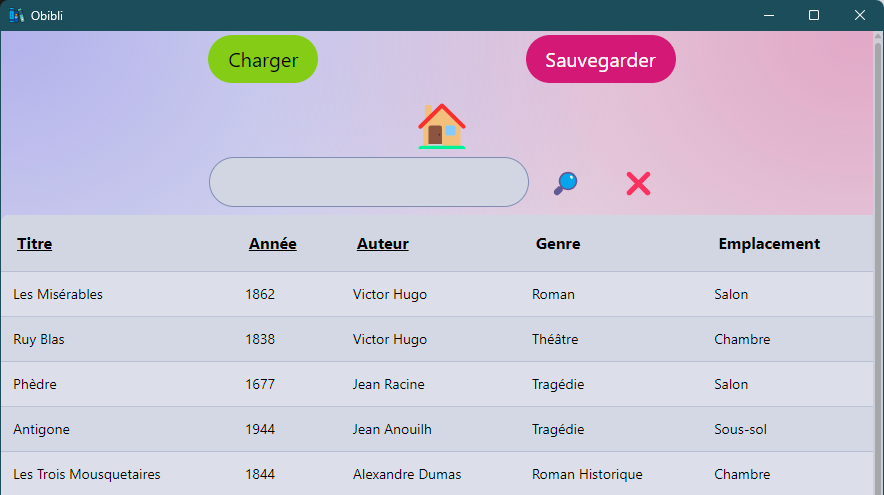 Obibli
Charger Sauvegarder
Titre Année Auteur Genre Emplacement
Les Misérables 1862 Victor Hugo Roman Salon
Ruy Blas 1838 Victor Hugo Théâtre Chambre
Phèdre 1677 Jean Racine Tragédie Salon
Antigone 1944 Jean Anouilh Tragédie Sous-sol
Les Trois Mousquetaires 1844 Alexandre Dumas Roman Historique Chambre